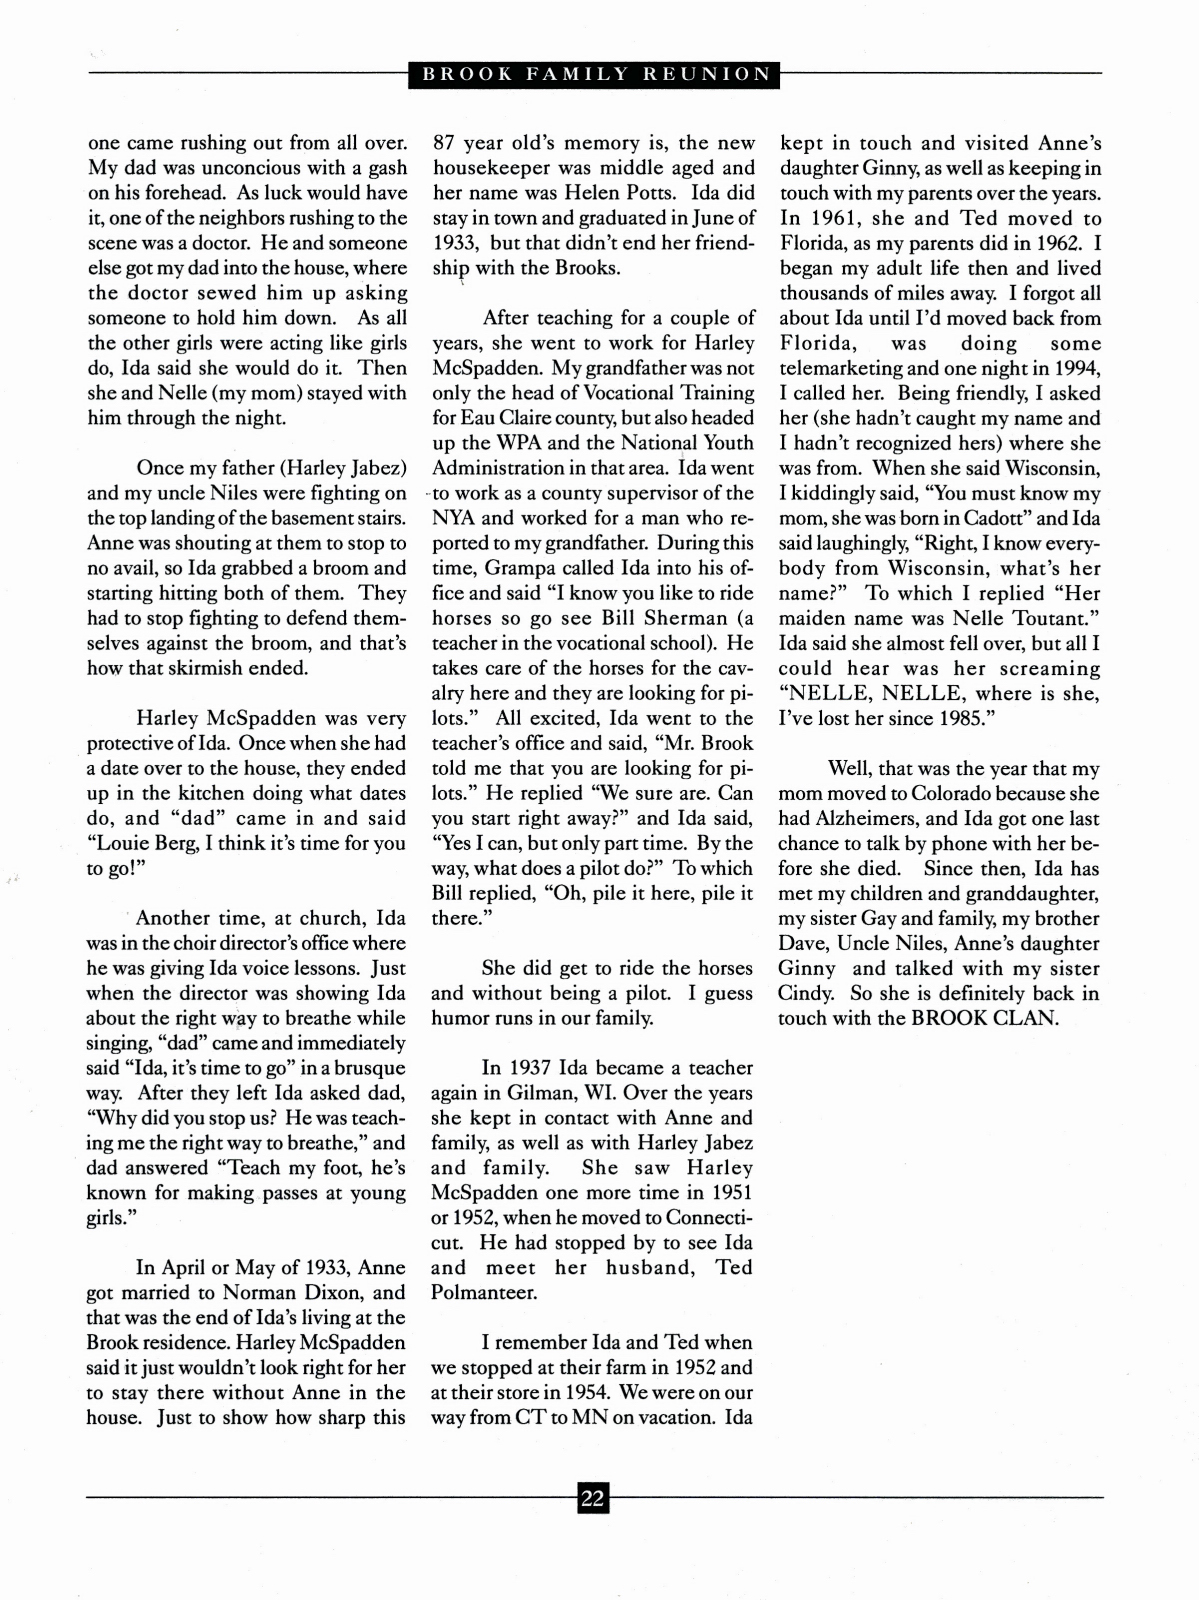 BROOK FAMILY REUNION
one came rushing out from all over.
My dad was unconcious with a gash
on his forehead. As luck would have
it, one of the neighbors rushing to the
scene was a doctor. He and someone
else got my dad into the house, where
the doctor sewed him up asking
someone to hold him down. As all
the other girls were acting like girls
do, Ida said she would do it. Then
she and Nelle (my mom) stayed with
him through the night.
Once my father (Harley Jabez)
and my uncle Niles were fighting on
the top landing of the basement stairs.
Anne was shouting at them to stop to
no avail, so Ida grabbed a broom and
starting hitting both of them. They
had to stop fighting to defend them-
selves against the broom, and that's
how that skirmish ended.
Harley McSpadden was very
protective of Ida. Once when she had
a date over to the house, they ended
up in the kitchen doing what dates
do, and “dad” came in and said
“Louie Berg, I think it's time for you
to go!”
Another time, at church, Ida
was in the choir director's office where
he was giving Ida voice lessons. Just
when the director was showing Ida
about the right way to breathe while
singing, “dad” came and immediately
said “Ida, it's time to go” in a brusque
way. After they left Ida asked dad,
“Why did you stop us? He was teach-
ing me the right way to breathe,” and
dad answered “Teach my foot, he's
known for making passes at young
girls.”
In April or May of 1933, Anne
got married to Norman Dixon, and
that was the end of Ida's living at the
Brook residence. Harley McSpadden
said it just wouldn't look right for her
to stay there without Anne in the
house. Just to show how sharp this
87 year old's memory is, the new
housekeeper was middle aged and
her name was Helen Potts. Ida did
stay in town and graduated in June of
1933, but that didn't end her friend-
ship with the Brooks.
After teaching for a couple of
years, she went to work for Harley
McSpadden. My grandfather was not
only the head of Vocational Training
for Eau Claire county, but also headed
up the WPA and the National Youth
Administration in that area. Ida went
to work as a county supervisor of the
NYA and worked for a man who re-
ported to my grandfather. During this
time, Grampa called Ida into his of-
fice and said “I know you like to ride
horses so go see Bill Sherman (a
teacher in the vocational school). He
takes care of the horses for the cav-
alry here and they are looking for pi-
lots.” All excited, Ida went to the
teacher's office and said, “Mr. Brook
told me that you are looking for pi-
lots.” He replied “We sure are. Can
you start right away?” and Ida said,
“Yes I can, but only part time. By the
way, what does a pilot do?” To which
Bill replied, “Oh, pile it here, pile it
there.”
She did get to ride the horses
and without being a pilot. I guess
humor runs in our family.
In 1937 Ida became a teacher
again in Gilman, WI. Over the years
she kept in contact with Anne and
family, as well as with Harley Jabez
and family. She saw Harley
McSpadden one more time in 1951
or 1952, when he moved to Connecti-
cut. He had stopped by to see Ida
and meet her husband, Ted
Polmanteer.
I remember Ida and Ted when
we stopped at their farm in 1952 and
at their store in 1954. We were on our
way from CT to MN on vacation. Ida
kept in touch and visited Anne's
daughter Ginny, as well as keeping in
touch with my parents over the years.
In 1961, she and Ted moved to
Florida, as my parents did in 1962. I
began my adult life then and lived
thousands of miles away. I forgot all
about Ida until I'd moved back from
Florida, was doing some
telemarketing and one night in 1994,
I called her. Being friendly, I asked
her (she hadn't caught my name and
I hadn't recognized hers) where she
was from. When she said Wisconsin,
I kiddingly said, “You must know my
mom, she was born in Cadott” and Ida
said laughingly, “Right, I know every-
body from Wisconsin, what's her
name?” To which I replied “Her
maiden name was Nelle Toutant.”
Ida said she almost fell over, but all I
could hear was her screaming
“NELLE, NELLE, where is she,
I've lost her since 1985.”
Well, that was the year that my
mom moved to Colorado because she
had Alzheimers, and Ida got one last
chance to talk by phone with her be-
fore she died. Since then, Ida has
met my children and granddaughter,
my sister Gay and family, my brother
Dave, Uncle Niles, Anne's daughter
Ginny and talked with my sister
Cindy. So she is definitely back in
touch with the BROOK CLAN.
22